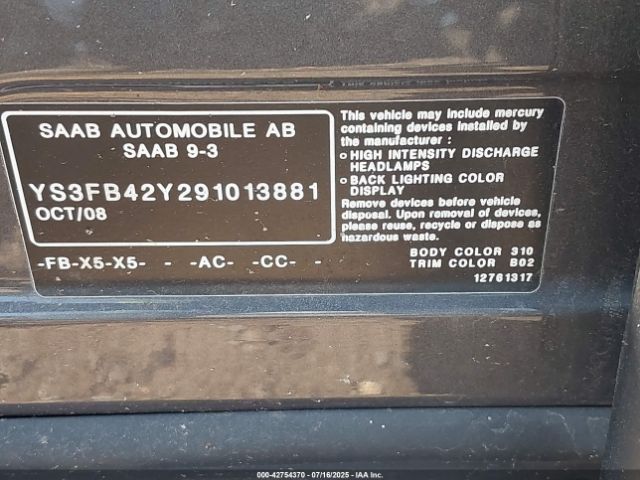 SAAB AUTOMOBILE AB
SAAB 9-3
YS3FB42Y291013881
OCT/08
-FB-X5-X5- - -AC- -CC- -
This vehicle may include mercury
containing devices installed by
the manufacturer :
o HIGH INTENSITY DISCHARGE
HEADLAMPS
o BACK LIGHTING COLOR
DISPLAY
Remove devices before vehicle
disposal. Upon removal of devices,
please reuse, recycle or dispose as
hazardous waste.
BODY COLOR 310
TRIM COLOR B02
12761317
000-42754370 - 07/16/2025 - IAA, Inc.